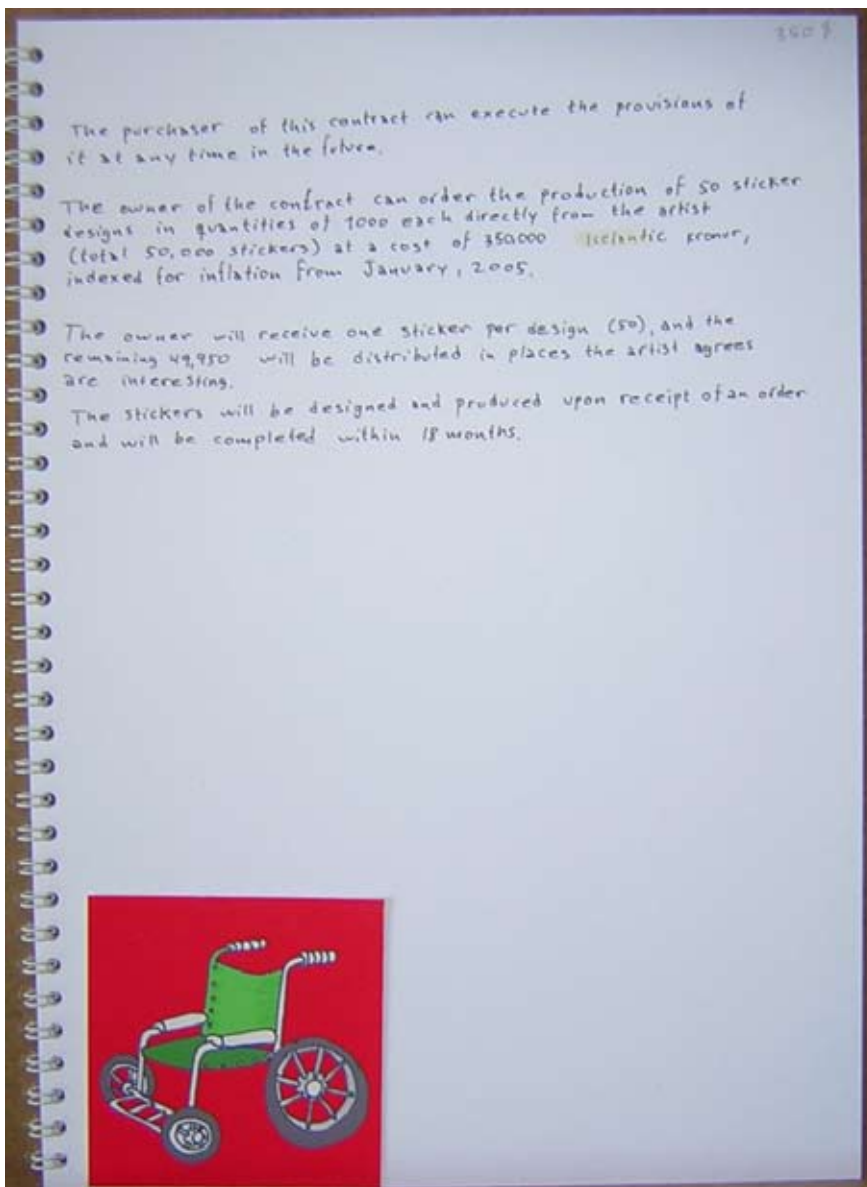 350 $
The purchaser of this contract can execute the provisions of
it at any time in the future.
The owner of the contract can order the production of 50 sticker
designs in quantities of 1000 each directly from the artist
(total 50,000 stickers) at a cost of 350.000 Icelantic kronur,
indexed for inflation from January, 2005.
The owner will receive one sticker per design (50), and the
remaining 49,950 will be distributed in places the artist agrees
are interesting.
The stickers will be designed and produced upon receipt of an order
and will be completed within 18 months.